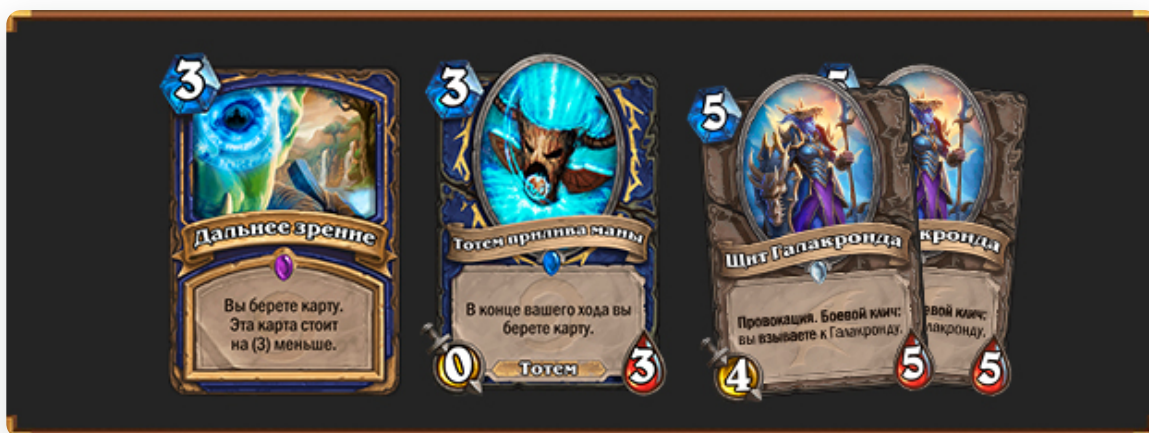 3
Дальнее зрение
Вы берете карту.
Эта карта стоит
на (3) меньше.
3
Тотем прилива маны
В конце вашего хода вы
берете карту.
0
Тотем
3
5
Щит Галакронда
Провокация. Боевой клич:
вы взываете к Галакронду.
4
5
кронда
евой клич:
лакронду.
5